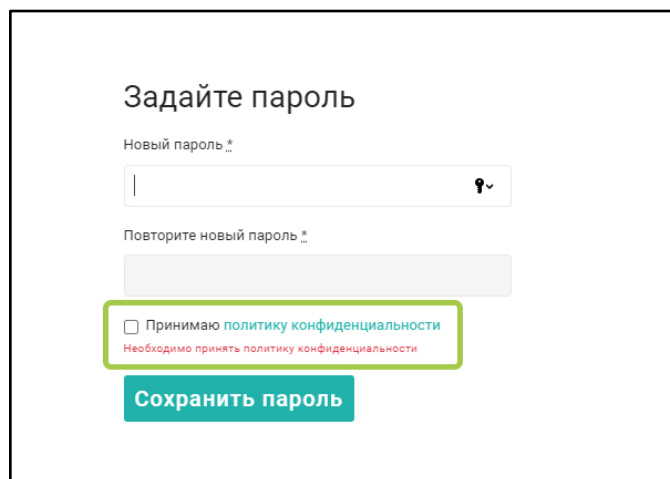 Задайте пароль
Новый пароль *
Повторите новый пароль *
Принимаю политику конфиденциальности
Необходимо принять политику конфиденциальности
Сохранить пароль